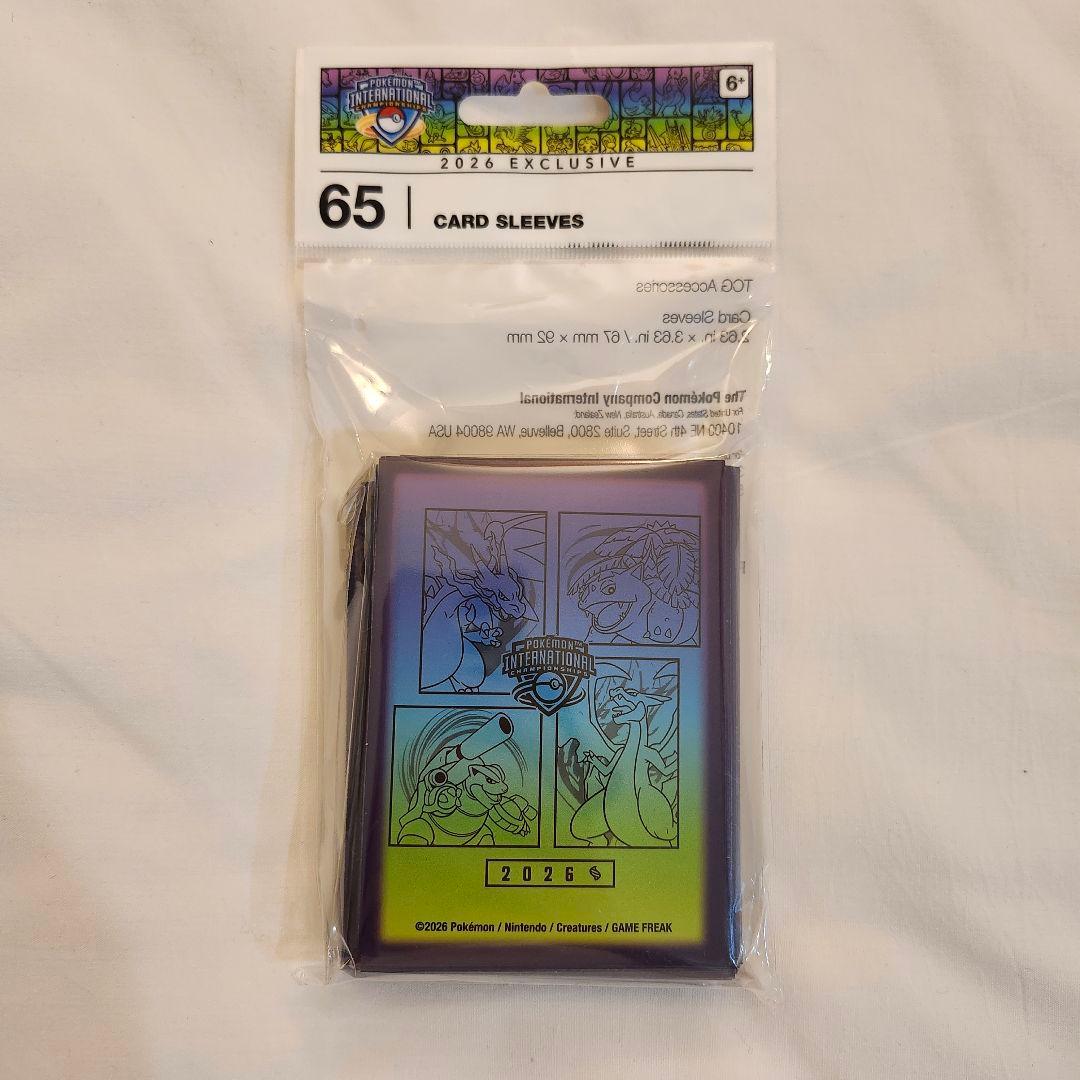 POKÉMON™
INTERNATIONAL
CHAMPIONSHIPS
6+
2026 EXCLUSIVE
65 | CARD SLEEVES
TCG Accessories
Card Sleeves
2.63 in. × 3.63 in. / 67 mm × 92 mm
The Pokémon Company International
For United States, Canada, Australia, New Zealand:
10400 NE 4th Street, Suite 2800, Bellevue, WA 98004 USA
POKÉMON™
INTERNATIONAL
CHAMPIONSHIPS
2026
©2026 Pokémon / Nintendo / Creatures / GAME FREAK